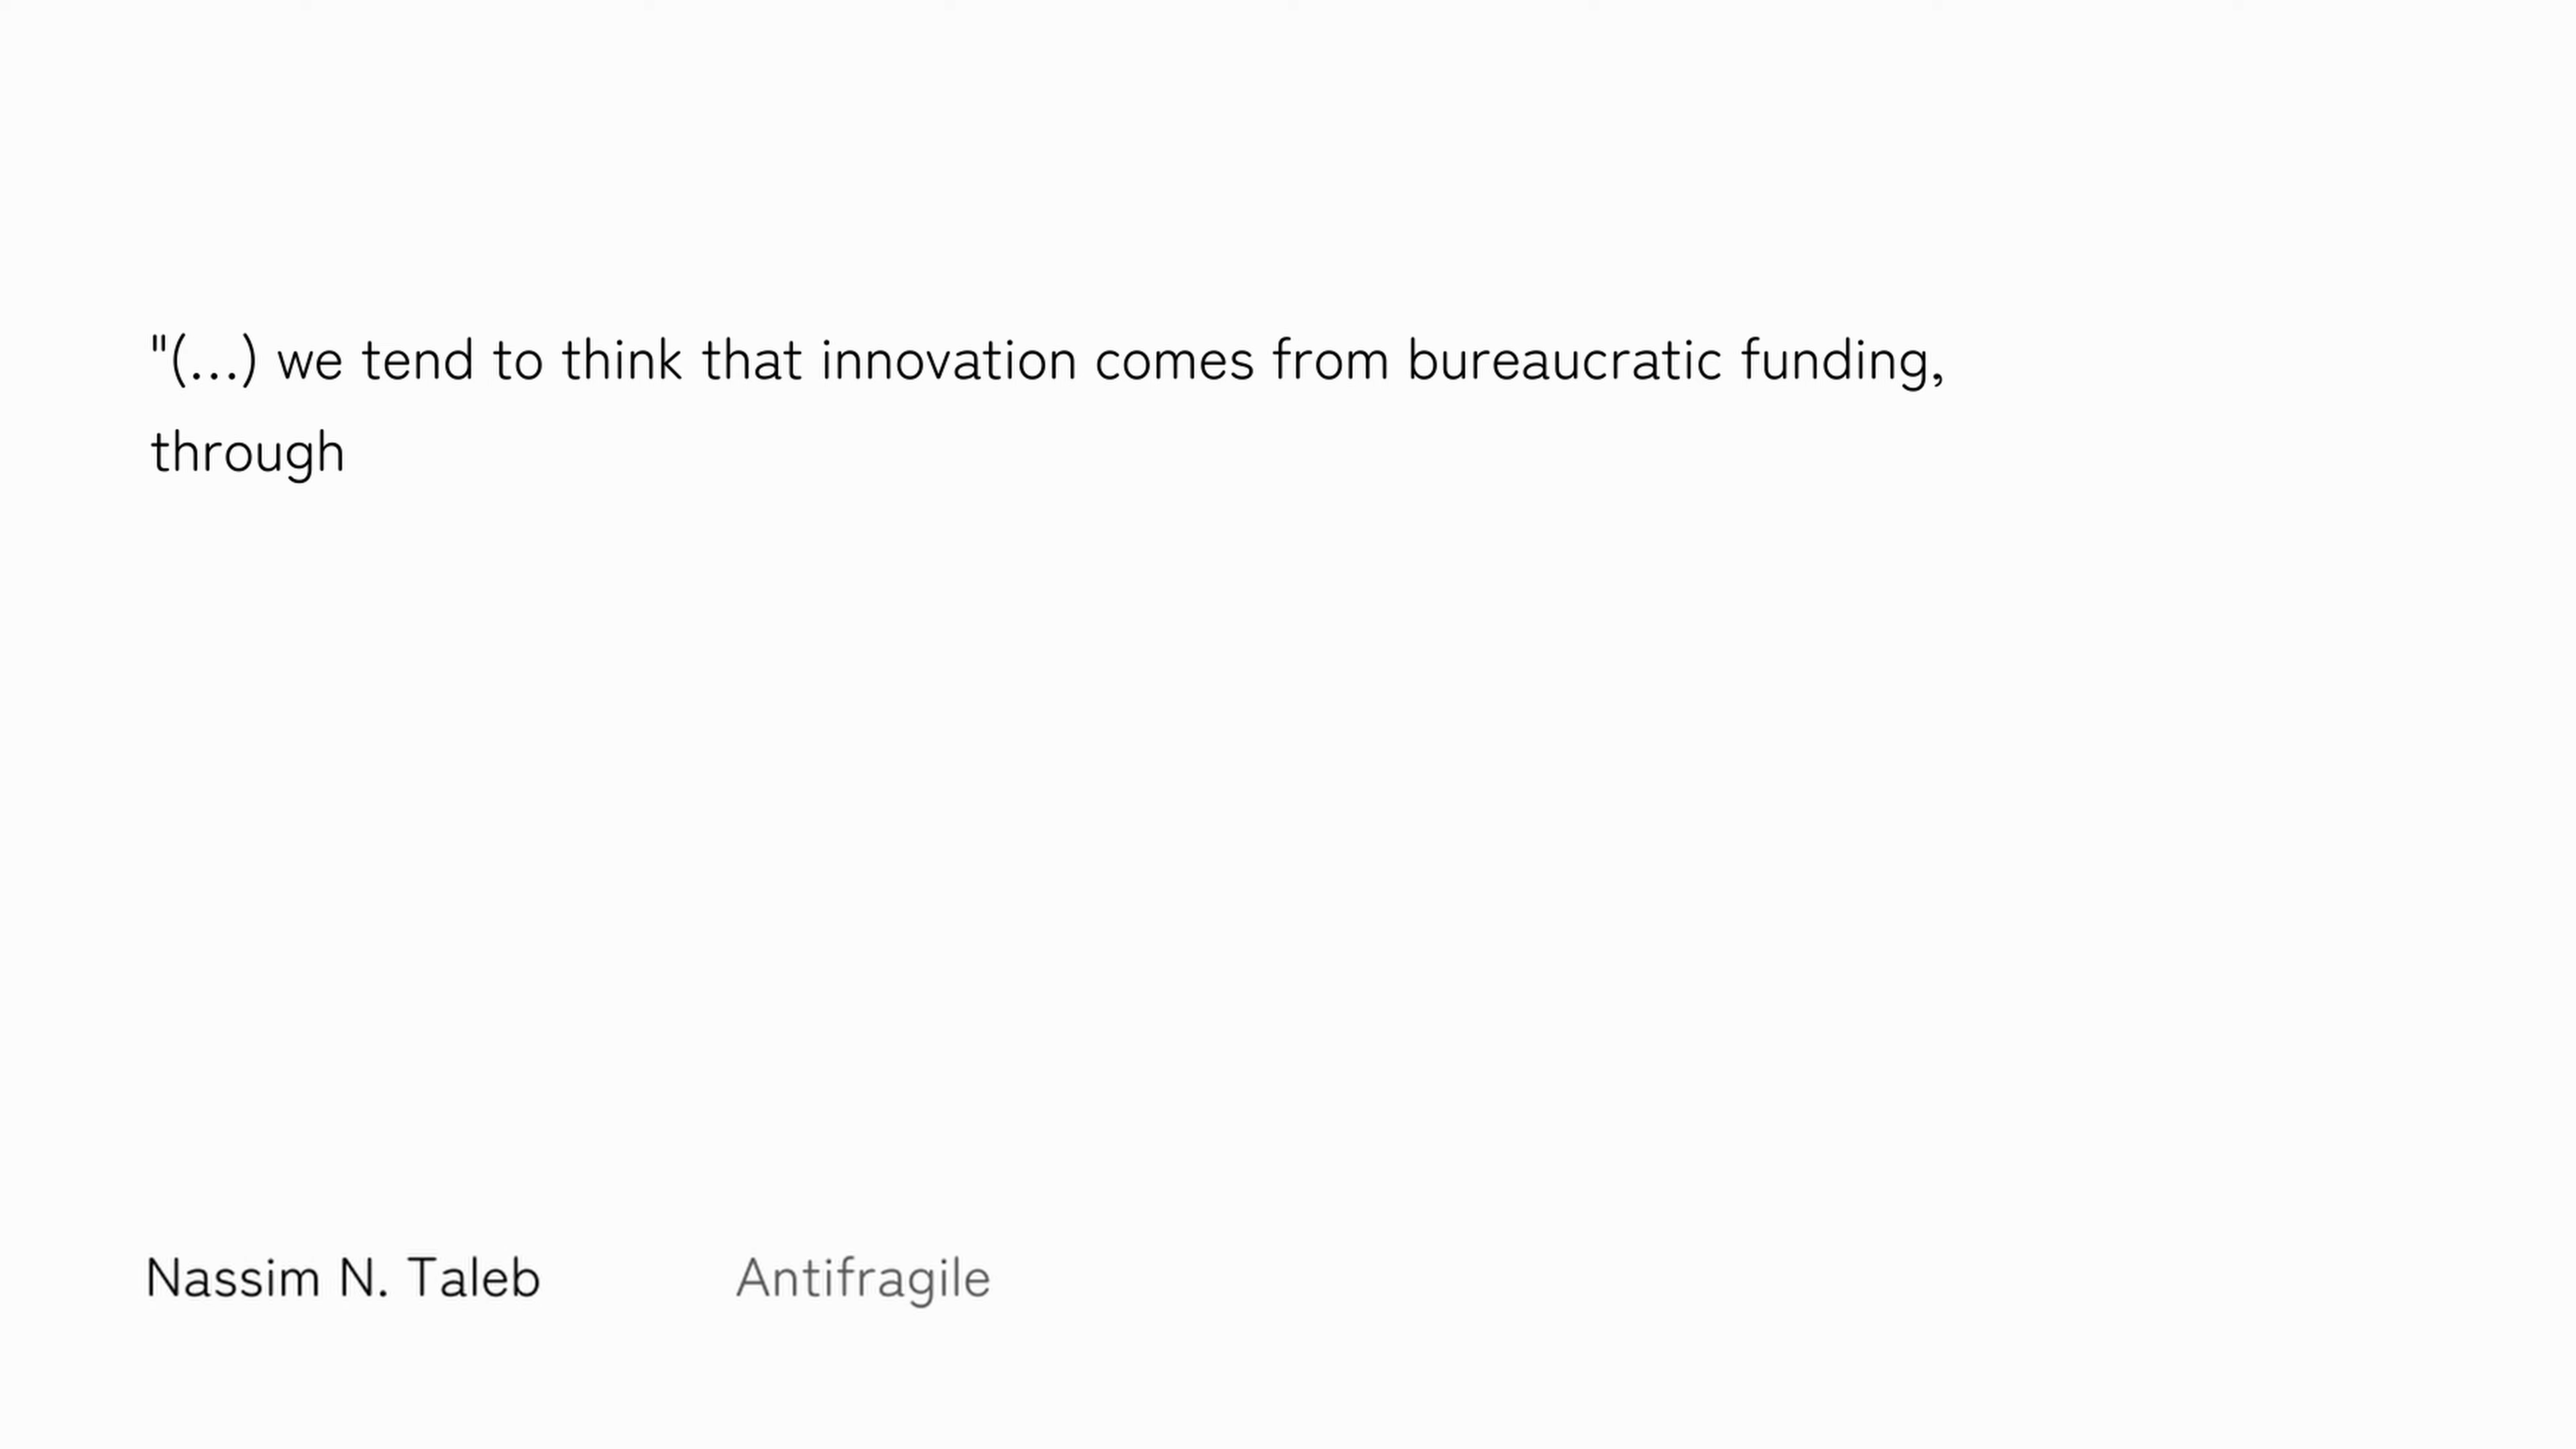 "(...) we tend to think that innovation comes from bureaucratic funding,
through
Nassim N. Taleb Antifragile